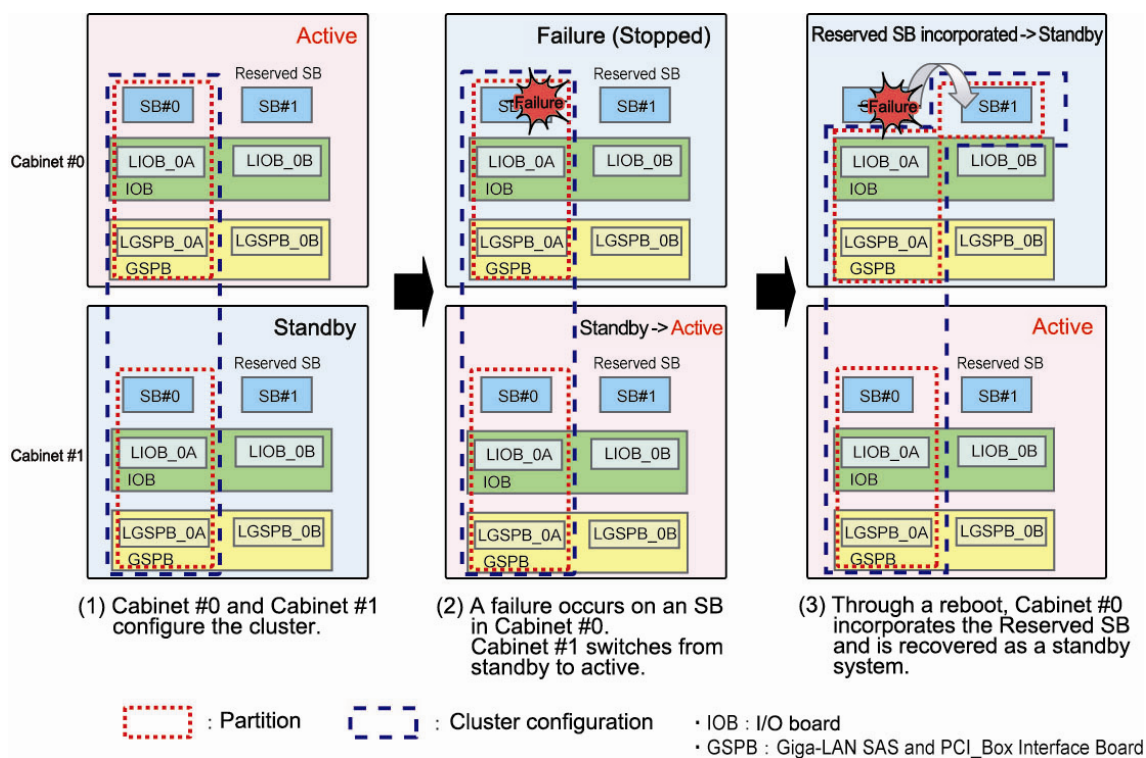 Active
Reserved SB
SB#0
SB#1
Cabinet #0
LIOB_0A
LIOB_0B
IOB
LGSPB_0A
LGSPB_0B
GSPB
Standby
Reserved SB
SB#0
SB#1
Cabinet #1
LIOB_0A
LIOB_0B
IOB
LGSPB_0A
LGSPB_0B
GSPB
(1) Cabinet #0 and Cabinet #1
configure the cluster.
Failure (Stopped)
Reserved SB
Failure
SB#1
LIOB_0A
LIOB_0B
IOB
LGSPB_0A
LGSPB_0B
GSPB
Standby->Active
Reserved SB
SB#0
SB#1
LIOB_0A
LIOB_0B
IOB
LGSPB_0A
LGSPB_0B
GSPB
(2) A failure occurs on an SB
in Cabinet #0.
Cabinet #1 switches from
standby to active.
Reserved SB incorporated->Standby
Failure
SB#1
LIOB_0A
LIOB_0B
IOB
LGSPB_0A
LGSPB_0B
GSPB
Active
Reserved SB
SB#0
SB#1
LIOB_0A
LIOB_0B
IOB
LGSPB_0A
LGSPB_0B
GSPB
(3) Through a reboot, Cabinet #0
incorporates the Reserved SB
and is recovered as a standby
system.
: Partition
: Cluster configuration
・IOB : I/O board
・GSPB : Giga-LAN SAS and PCI_Box Interface Board